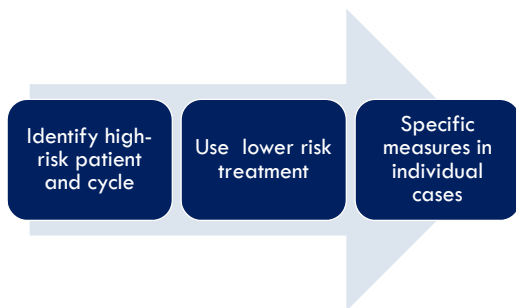 Identify high-
risk patient
and cycle
Use  lower risk
treatment
Specific
measures in
individual
cases